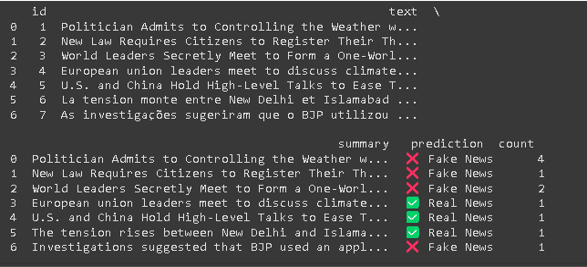 id text \
0 1 Politician Admits to Controlling the Weather w...
1 2 New Law Requires Citizens to Register Their Th...
2 3 World Leaders Secretly Meet to Form a One-Worl...
3 4 European union leaders meet to discuss climate...
4 5 U.S. and China Hold High-Level Talks to Ease T...
5 6 La tension monte entre New Delhi et Islamabad ...
6 7 As investigações sugeriram que o BJP utilizou ...
summary prediction count
0 Politician Admits to Controlling the Weather w... ❌ Fake News 4
1 New Law Requires Citizens to Register Their Th... ❌ Fake News 1
2 World Leaders Secretly Meet to Form a One-Worl... ❌ Fake News 2
3 European union leaders meet to discuss climate... ✅ Real News 1
4 U.S. and China Hold High-Level Talks to Ease T... ✅ Real News 1
5 The tension rises between New Delhi and Islama... ✅ Real News 1
6 Investigations suggested that BJP used an appl... ❌ Fake News 1